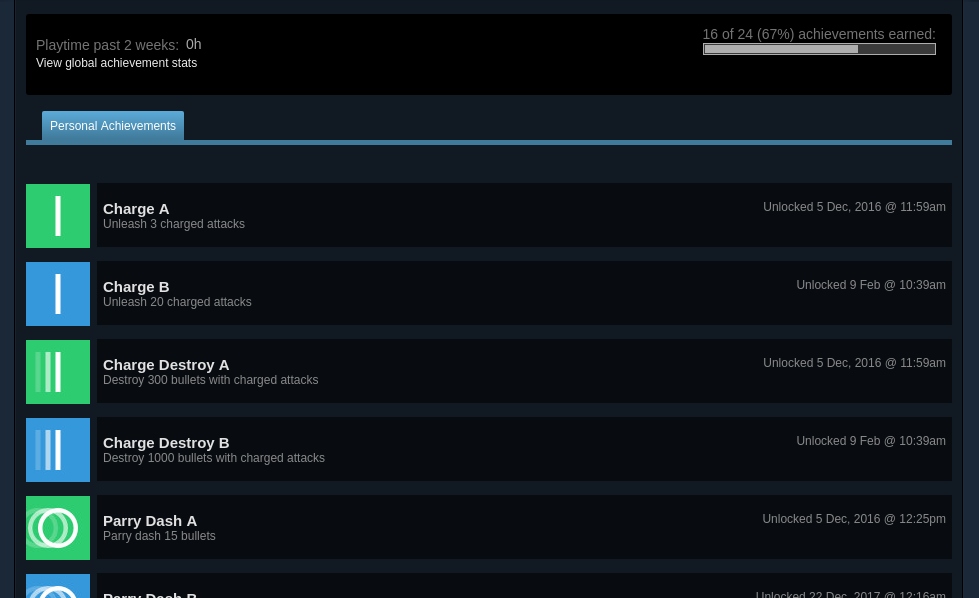 Playtime past 2 weeks: 0h
16 of 24 (67%) achievements earned:
View global achievement stats
Personal Achievements
Charge A
Unleash 3 charged attacks
Unlocked 5 Dec, 2016 @ 11:59am
Charge B
Unleash 20 charged attacks
Unlocked 9 Feb @ 10:39am
Charge Destroy A
Destroy 300 bullets with charged attacks
Unlocked 5 Dec, 2016 @ 11:59am
Charge Destroy B
Destroy 1000 bullets with charged attacks
Unlocked 9 Feb @ 10:39am
Parry Dash A
Parry dash 15 bullets
Unlocked 5 Dec, 2016 @ 12:25pm
Parry Dash B
Unlocked 22 Dec, 2017 @ 12:16am